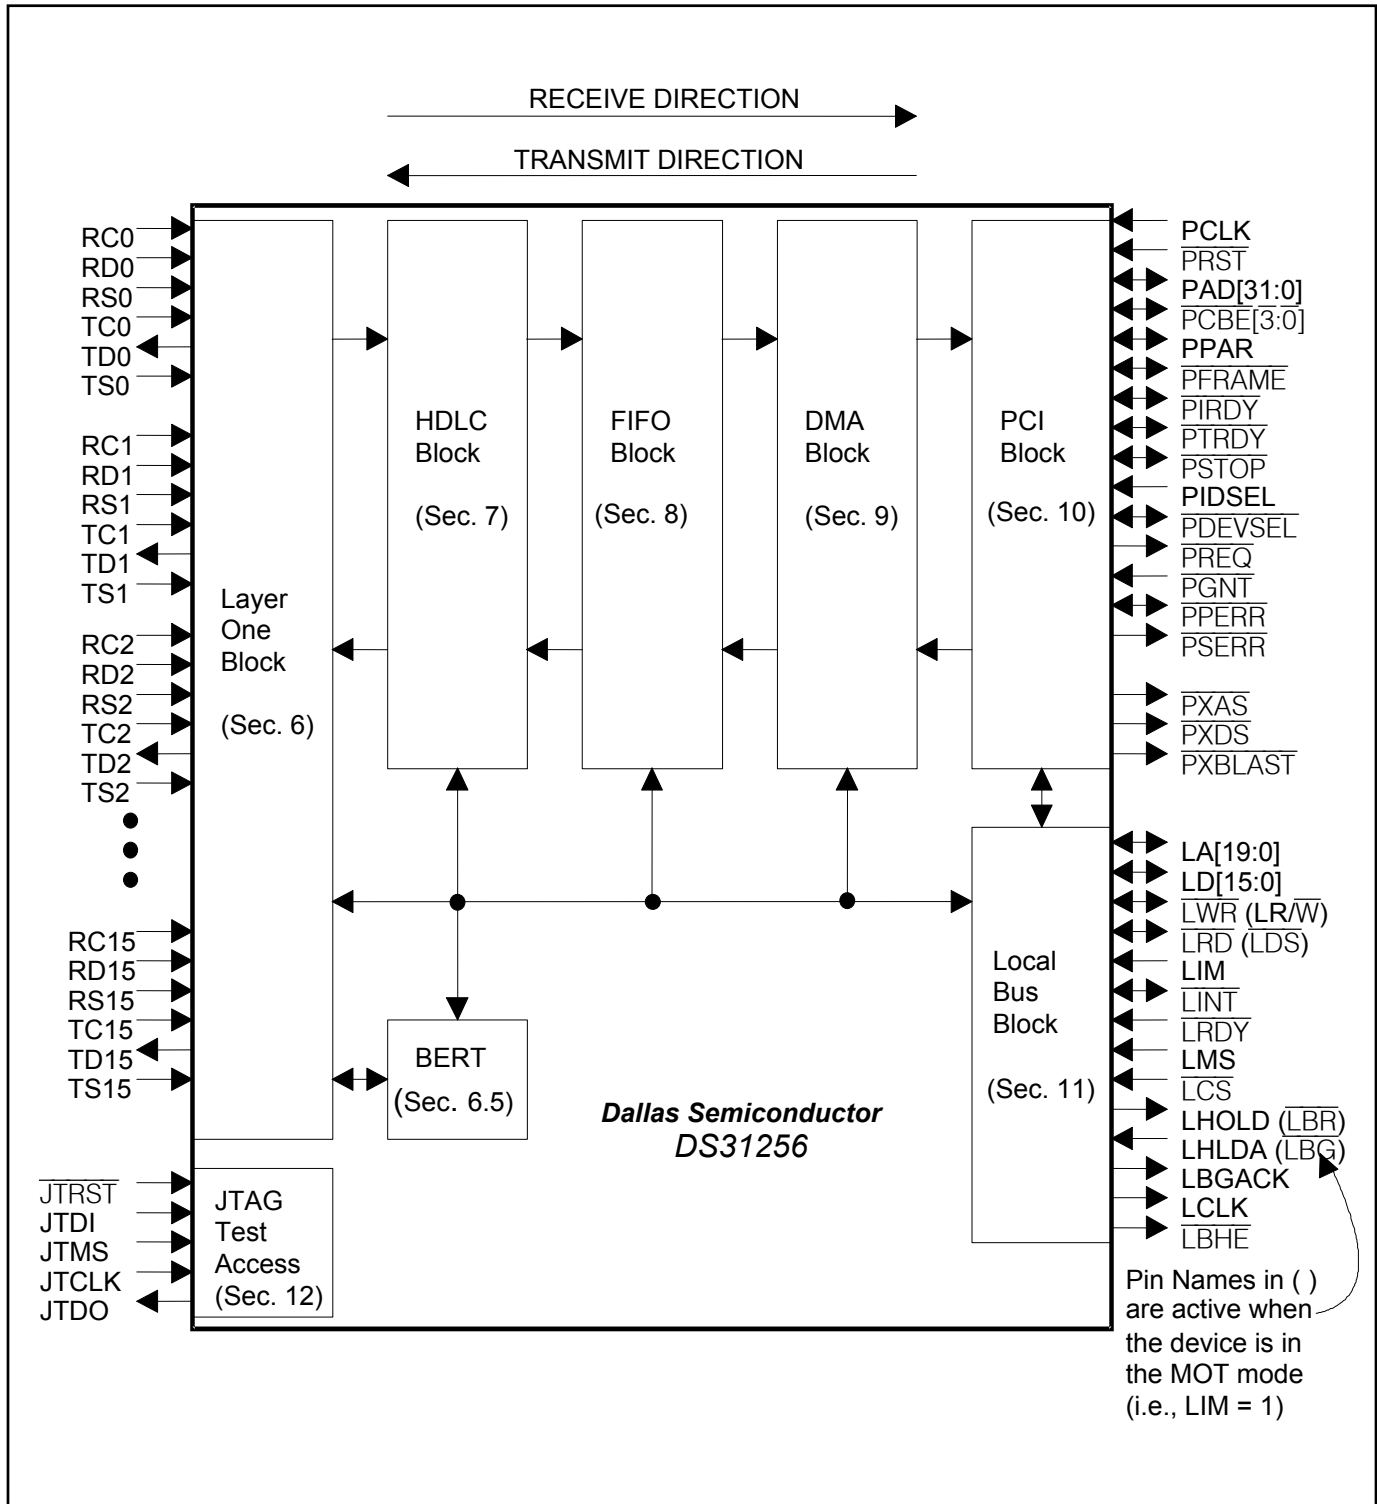 RECEIVE DIRECTION
TRANSMIT DIRECTION
RC0
RD0
RS0
TC0
TD0
TS0
RC1
RD1
RS1
TC1
TD1
TS1
RC2
RD2
RS2
TC2
TD2
TS2
RC15
RD15
RS15
TC15
TD15
TS15
JTRST
JTDI
JTMS
JTCLK
JTDO
Layer
One
Block
(Sec. 6)
HDLC
Block
(Sec. 7)
FIFO
Block
(Sec. 8)
DMA
Block
(Sec. 9)
PCI
Block
(Sec. 10)
BERT
(Sec. 6.5)
Local
Bus
Block
(Sec. 11)
JTAG
Test
Access
(Sec. 12)
Dallas Semiconductor
DS31256
PCLK
PRST
PAD[31:0]
PCBE[3:0]
PPAR
PFRAME
PIRDY
PTRDY
PSTOP
PIDSEL
PDEVSEL
PREQ
PGNT
PPERR
PSERR
PXAS
PXDS
PXBLAST
LA[19:0]
LD[15:0]
LWR (LR/W)
LRD (LDS)
LIM
LINT
LRDY
LMS
LCS
LHOLD (LBR)
LHLDA (LBG)
LBGACK
LCLK
LBHE
Pin Names in ( )
are active when
the device is in
the MOT mode
(i.e., LIM = 1)